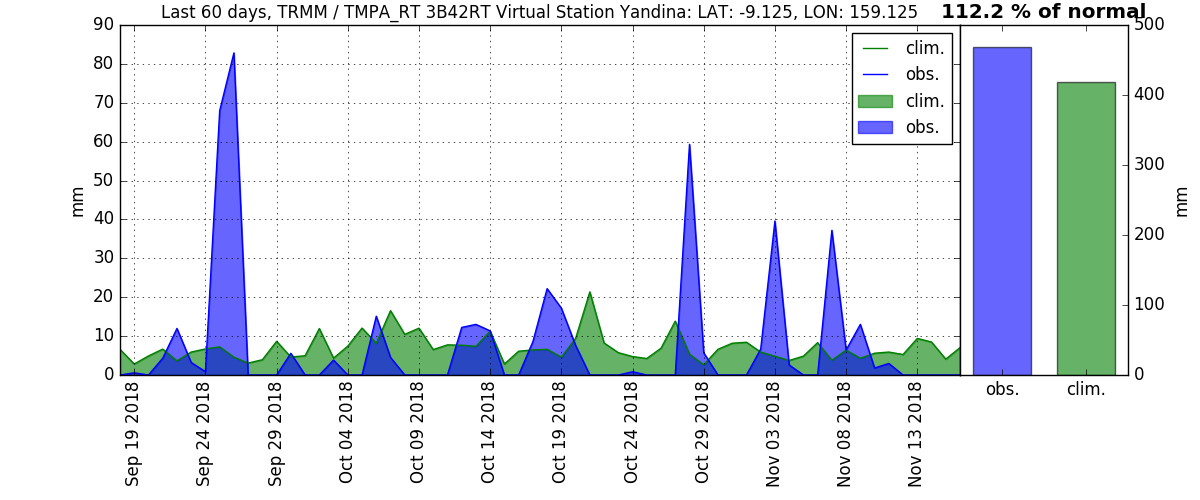 Last 60 days, TRMM / TMPA_RT 3B42RT Virtual Station Yandina: LAT: -9.125, LON: 159.125
112.2 % of normal
90
80
70
60
50
40
30
20
10
0
mm
clim.
obs.
clim.
obs.
500
400
300
200
100
0
mm
Sep 19 2018
Sep 24 2018
Sep 29 2018
Oct 04 2018
Oct 09 2018
Oct 14 2018
Oct 19 2018
Oct 24 2018
Oct 29 2018
Nov 03 2018
Nov 08 2018
Nov 13 2018
obs.
clim.